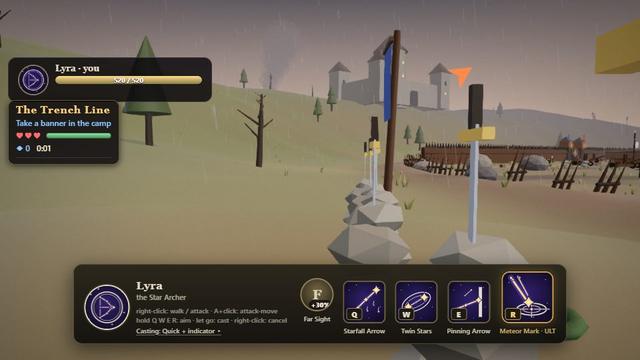 Lyra - you
520 / 520
The Trench Line
Take a banner in the camp
0 0:01
Lyra
the Star Archer
right-click: walk / attack · A+click: attack-move
hold Q W E R: aim · let go: cast · right-click: cancel
Casting: Quick + indicator
F
+30%
Far Sight
Q
Starfall Arrow
W
Twin Stars
E
Pinning Arrow
R
Meteor Mark · ULT